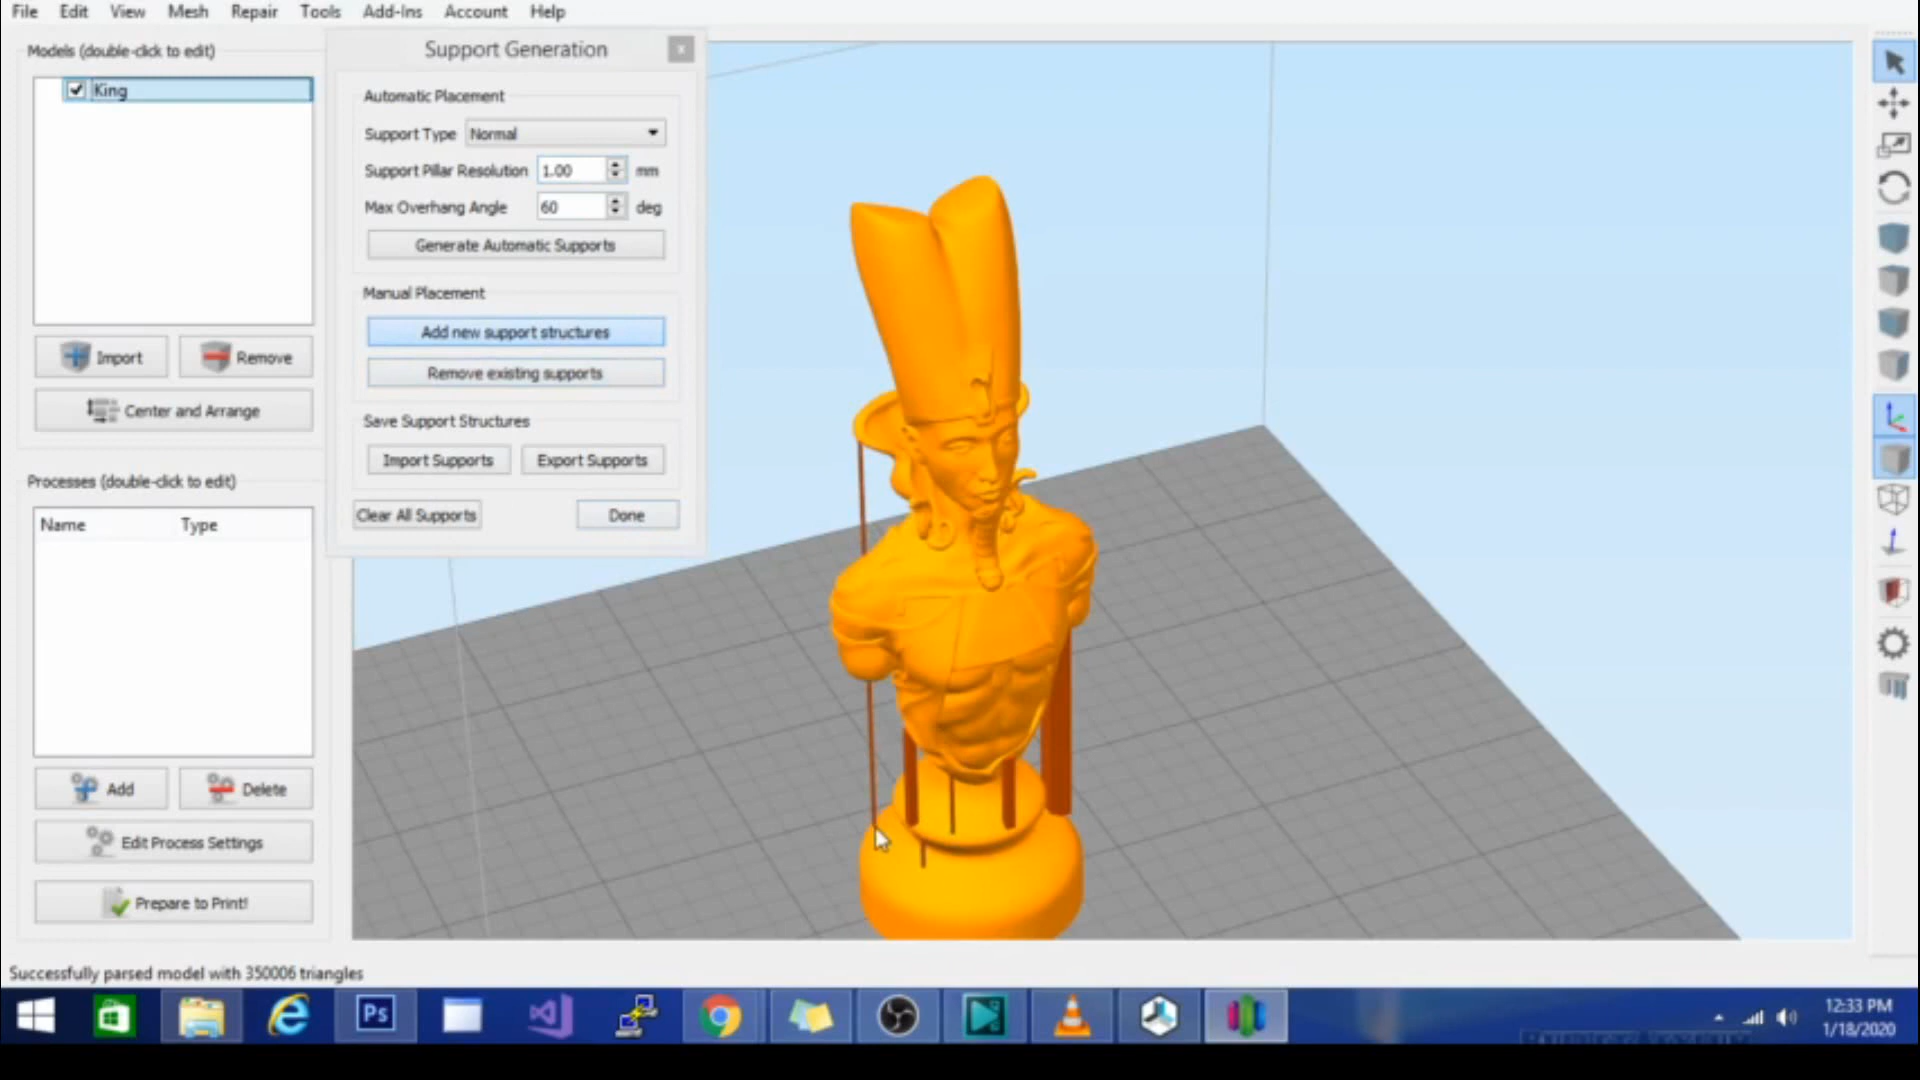 File Edit View Mesh Repair Tools Add-Ins Account Help
Models (double-click to edit)
King
Import Remove
Center and Arrange
Processes (double-click to edit)
Name Type
Add Delete
Edit Process Settings
Prepare to Print!
Support Generation
x
Automatic Placement
Support Type Normal
Support Pillar Resolution 1.00 mm
Max Overhang Angle 60 deg
Generate Automatic Supports
Manual Placement
Add new support structures
Remove existing supports
Save Support Structures
Import Supports Export Supports
Clear All Supports Done
Successfully parsed model with 350006 triangles
Ps
12:33 PM
1/18/2020